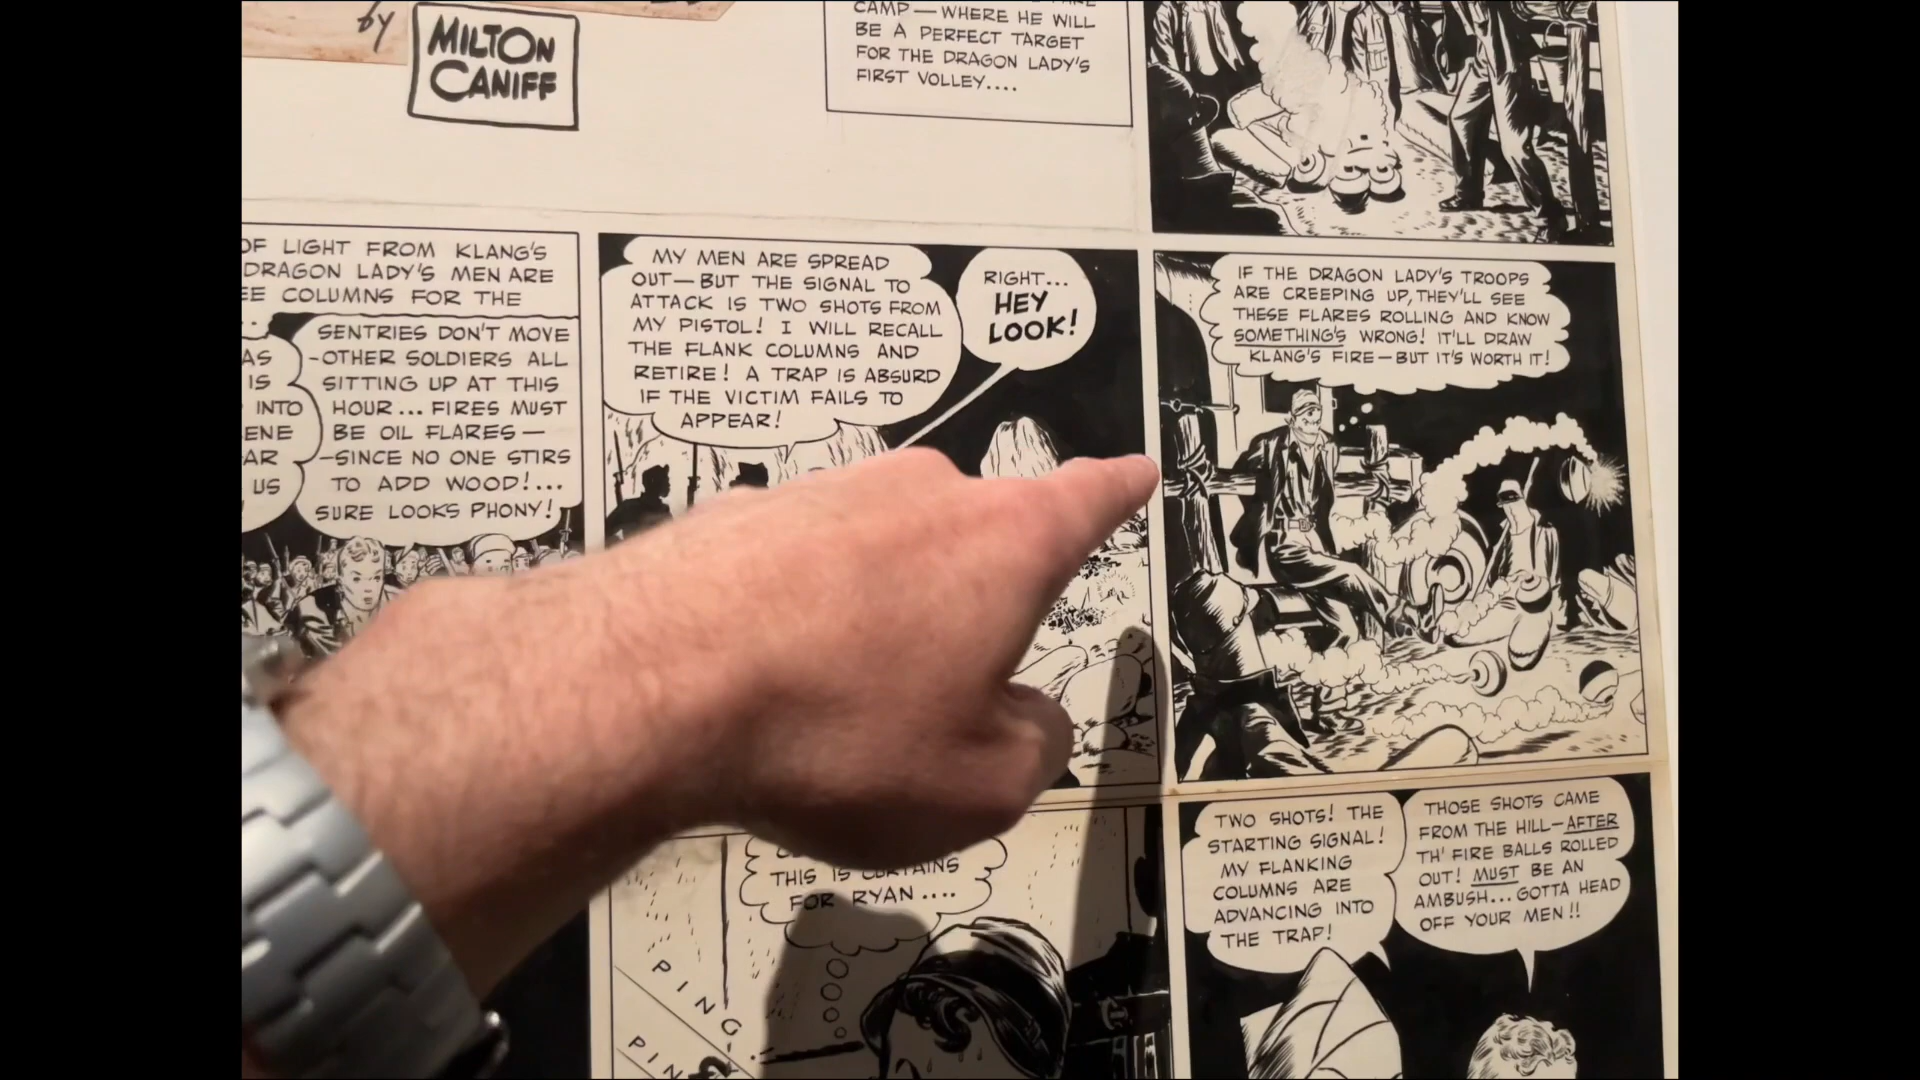 by
MILTON
CANIFF
CAMP—WHERE HE WILL
BE A PERFECT TARGET
FOR THE DRAGON LADY'S
FIRST VOLLEY....
OF LIGHT FROM KLANG'S
DRAGON LADY'S MEN ARE
COLUMNS FOR THE
AS
IS
INTO
US
SENTRIES DON'T MOVE
-OTHER SOLDIERS ALL
SITTING UP AT THIS
HOUR... FIRES MUST
BE OIL FLARES—
—SINCE NO ONE STIRS
TO ADD WOOD!...
SURE LOOKS PHONY!
MY MEN ARE SPREAD
OUT—BUT THE SIGNAL TO
ATTACK IS TWO SHOTS FROM
MY PISTOL! I WILL RECALL
THE FLANK COLUMNS AND
RETIRE! A TRAP IS ABSURD
IF THE VICTIM FAILS TO
APPEAR!
RIGHT...
HEY
LOOK!
IF THE DRAGON LADY'S TROOPS
ARE CREEPING UP, THEY'LL SEE
THESE FLARES ROLLING AND KNOW
SOMETHING'S WRONG! IT'LL DRAW
KLANG'S FIRE—BUT IT'S WORTH IT!
THIS IS CURTAINS
FOR RYAN....
PING
PING
TWO SHOTS! THE
STARTING SIGNAL!
MY FLANKING
COLUMNS ARE
ADVANCING INTO
THE TRAP!
THOSE SHOTS CAME
FROM THE HILL—AFTER
TH' FIRE BALLS ROLLED
OUT! MUST BE AN
AMBUSH...GOTTA HEAD
OFF YOUR MEN!!